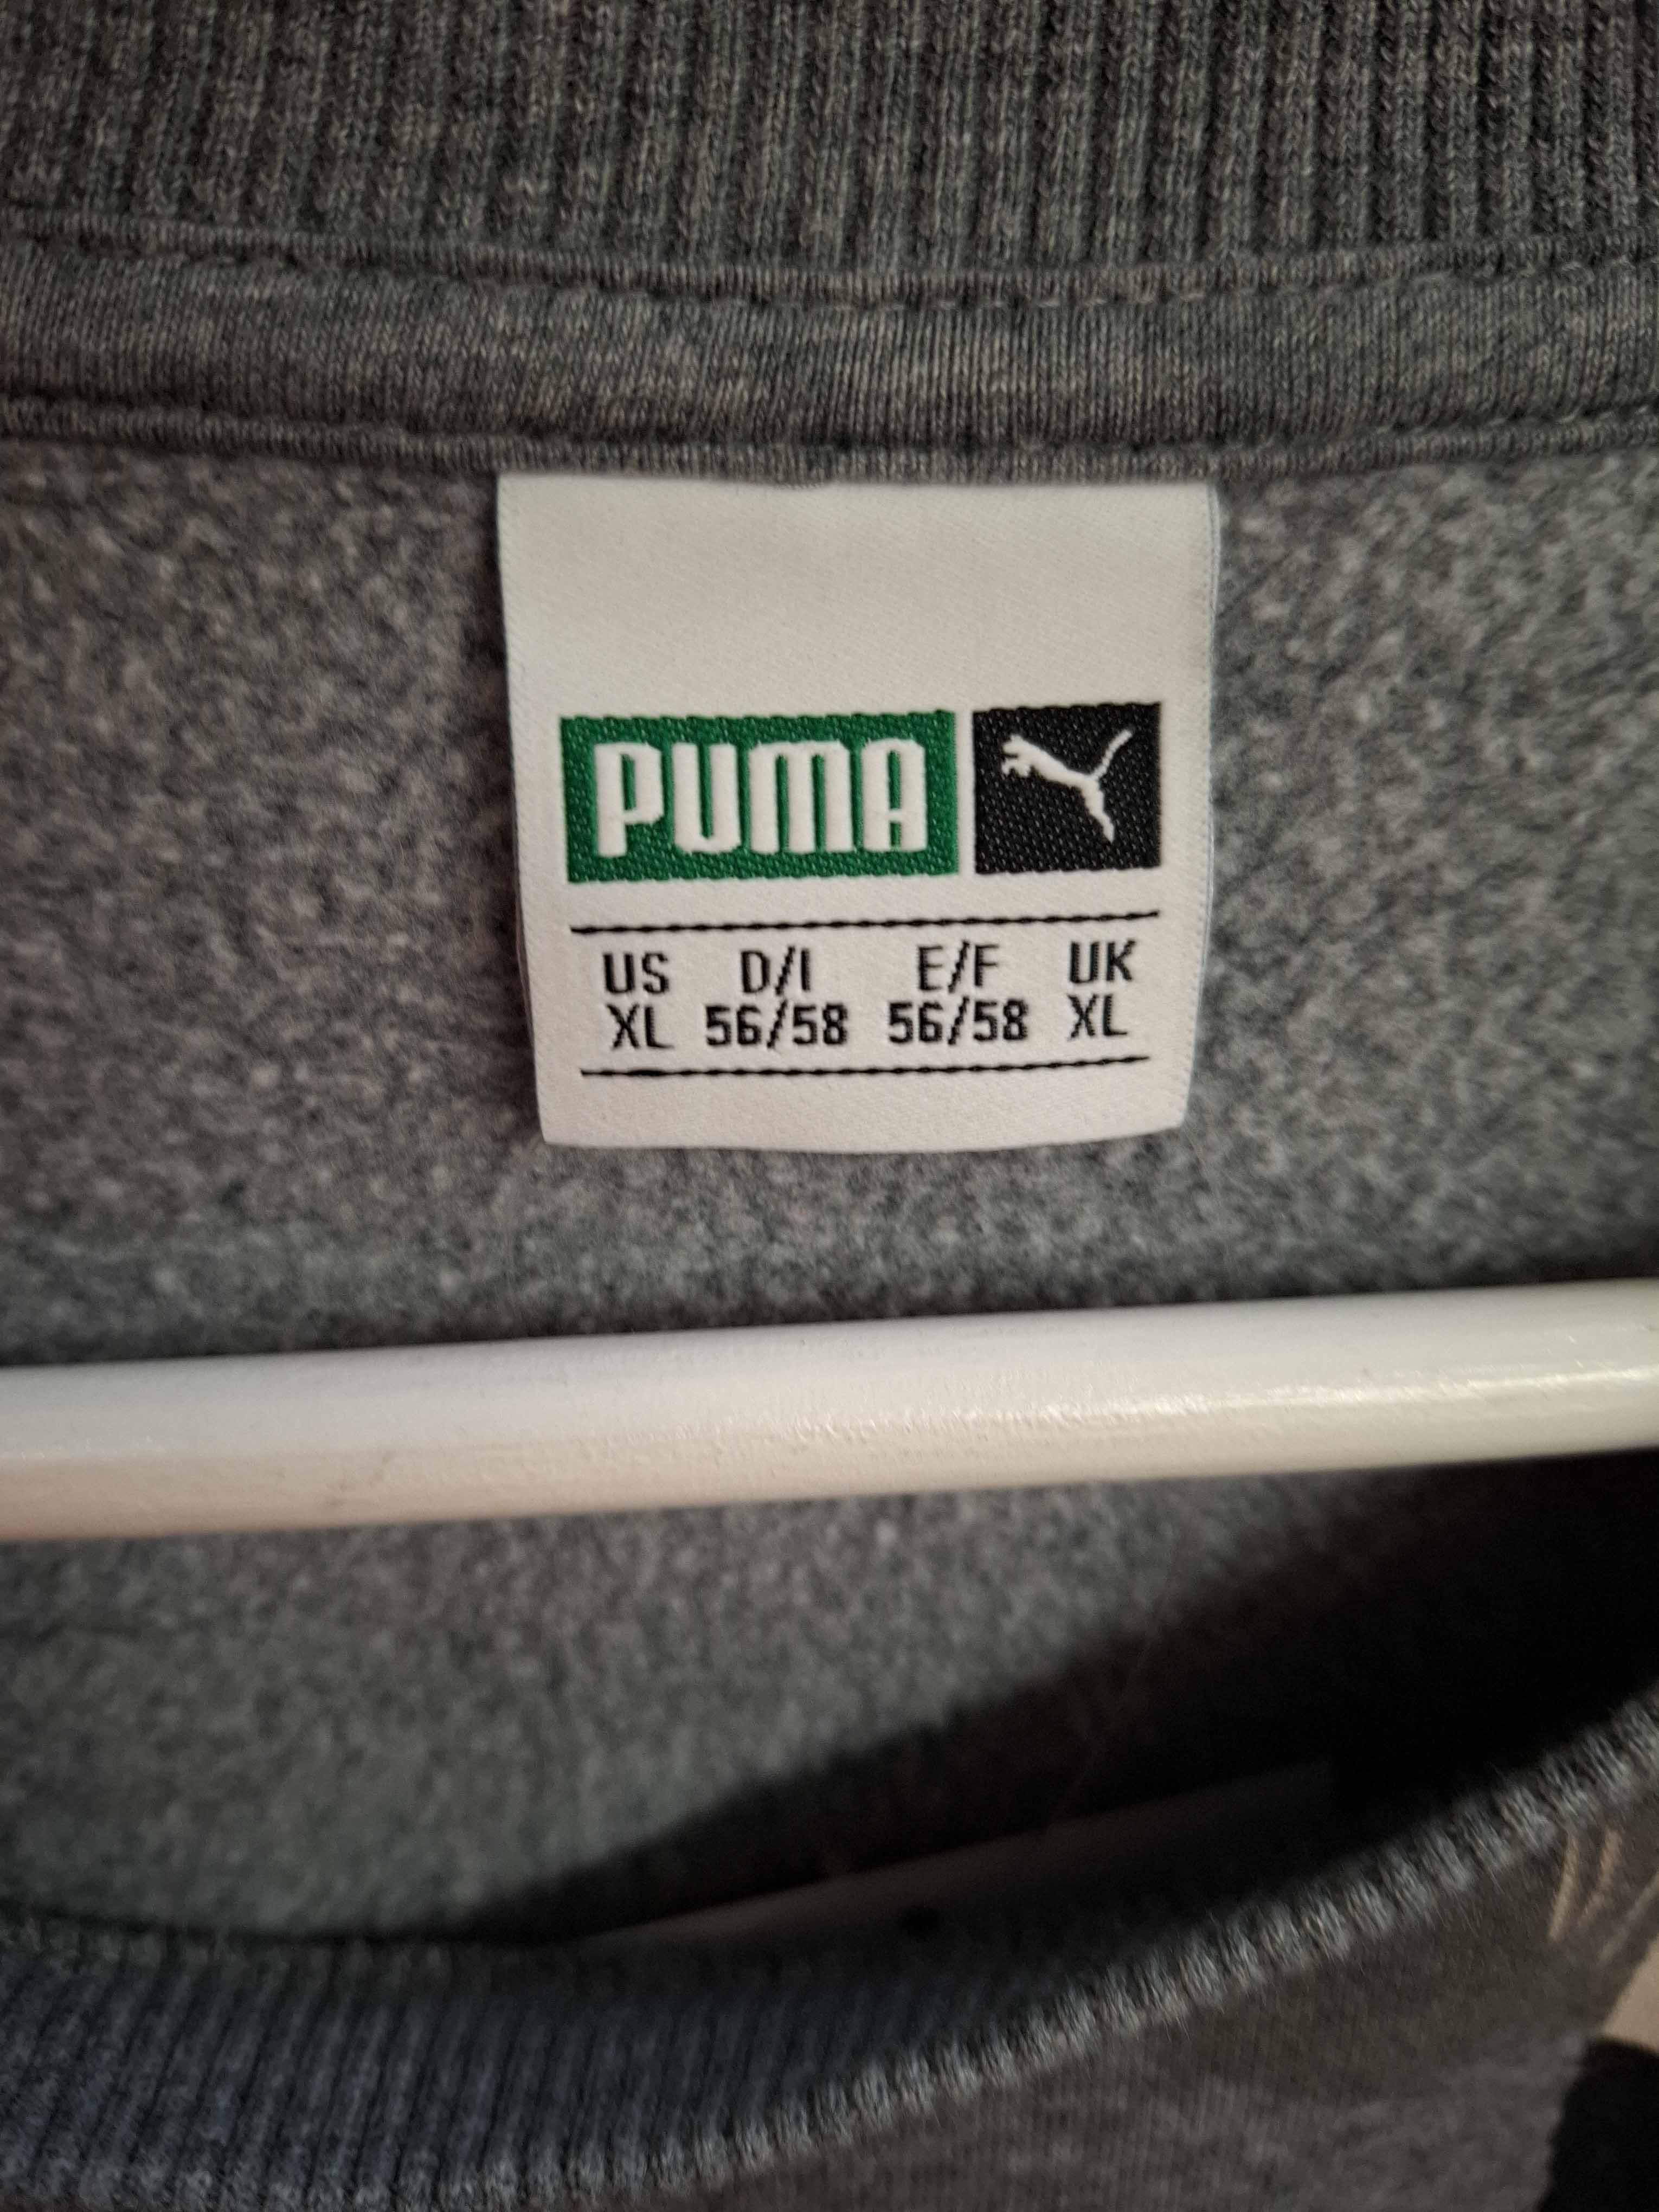 PUMA
US D/I E/F UK
XL 56/58 56/58 XL